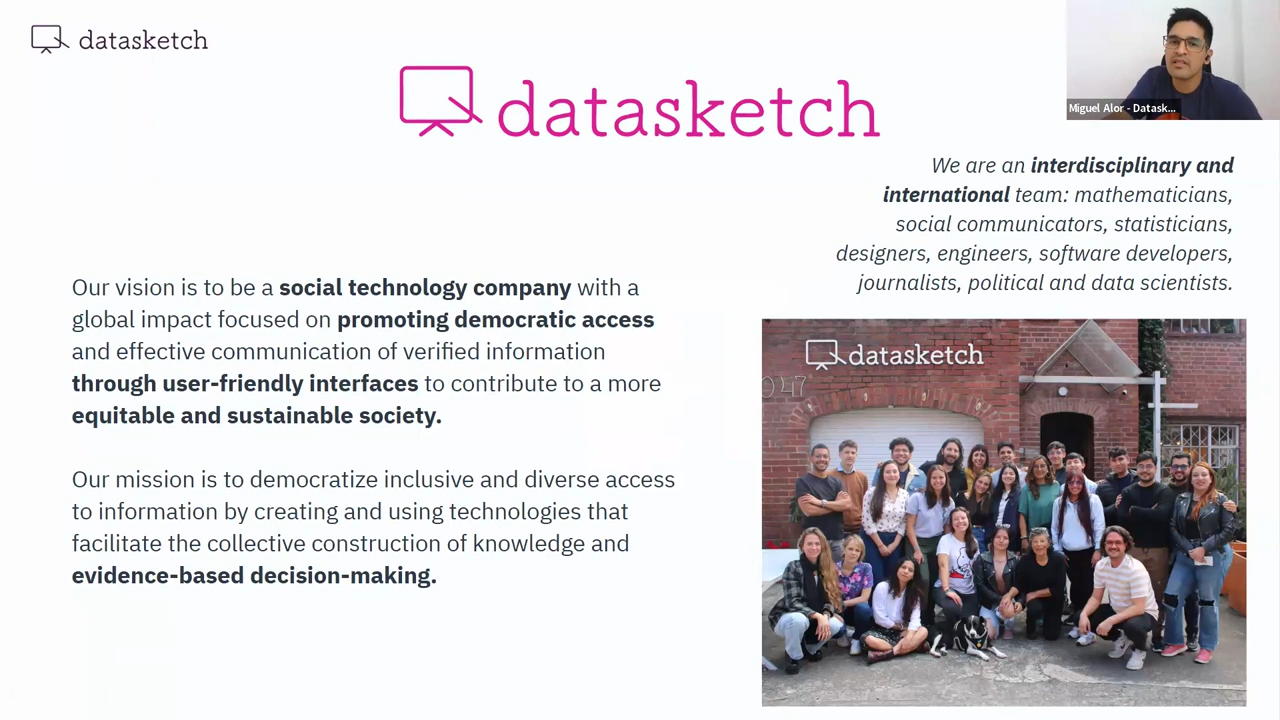 datasketch
datasketch
Miguel Alor - Datask...
We are an interdisciplinary and
international team: mathematicians,
social communicators, statisticians,
designers, engineers, software developers,
journalists, political and data scientists.
Our vision is to be a social technology company with a
global impact focused on promoting democratic access
and effective communication of verified information
through user-friendly interfaces to contribute to a more
equitable and sustainable society.
Our mission is to democratize inclusive and diverse access
to information by creating and using technologies that
facilitate the collective construction of knowledge and
evidence-based decision-making.
datasketch